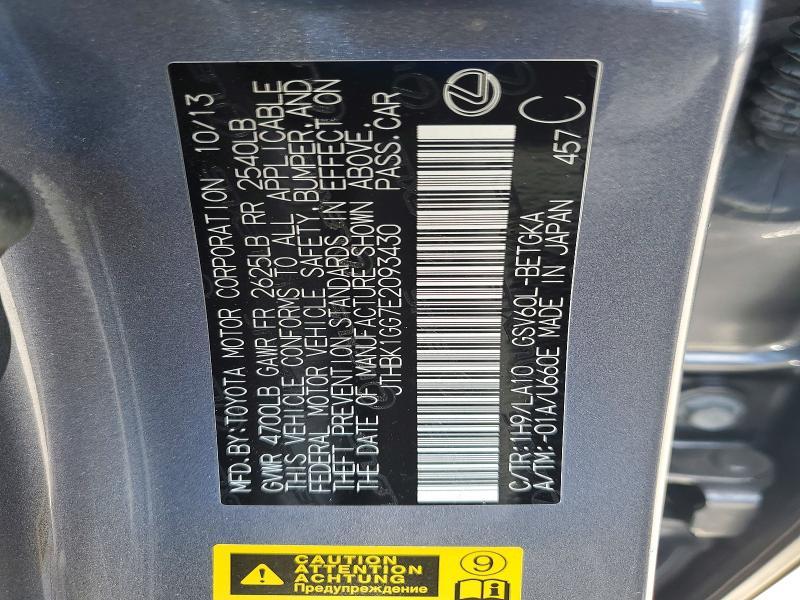 MFD. BY: TOYOTA MOTOR CORPORATION 10/13
GVWR 4700LB GAWR FR 2625LB RR 2540LB
THIS VEHICLE CONFORMS TO ALL APPLICABLE
FEDERAL MOTOR VEHICLE SAFETY, BUMPER, AND
THEFT PREVENTION STANDARDS IN EFFECT ON
THE DATE OF MANUFACTURE SHOWN ABOVE.
JTHBK1GG7E2093430 PASS. CAR
C/TR: 1H9/LA10 GSV60L-BETGKA
A/TM: -01A/U660E MADE IN JAPAN
457 C
CAUTION
ATTENTION
ACHTUNG
Предупреждение
9